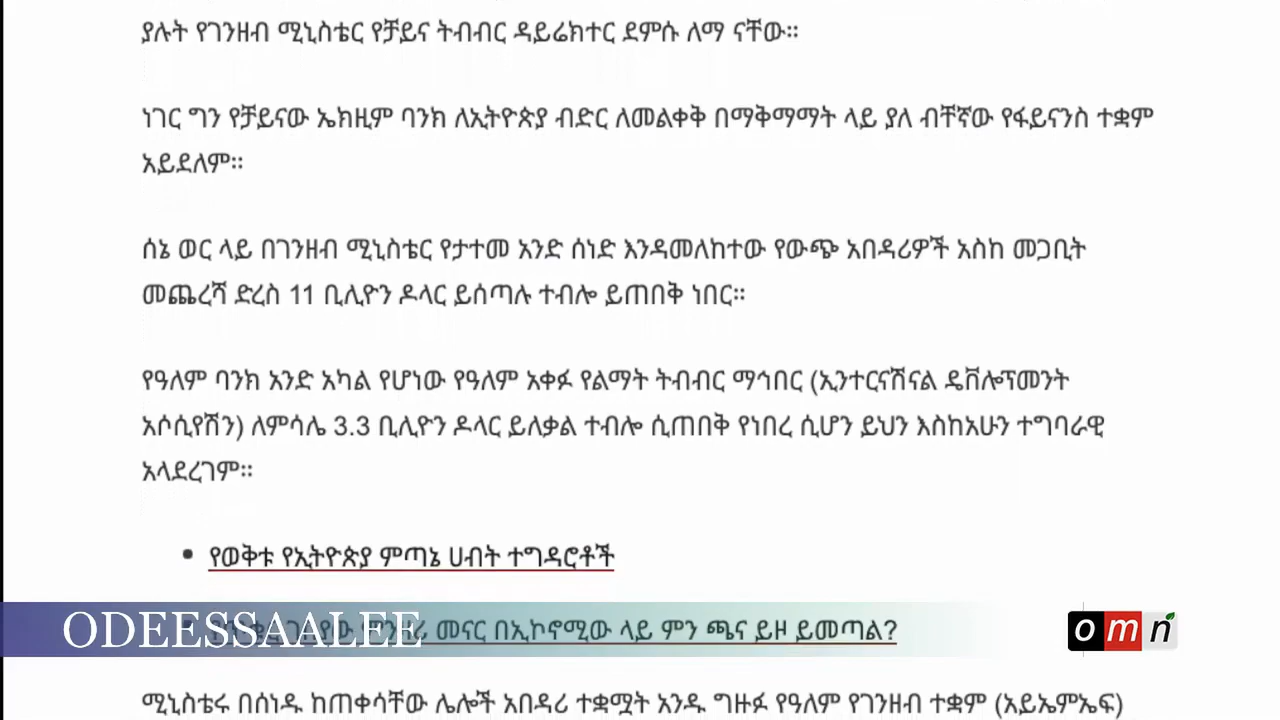 ያሉት የገንዘብ ሚኒስቴር የቻይና ትብብር ዳይሬክተር ደምሱ ለማ ናቸው።
ነገር ግን የቻይናው ኤክዚም ባንክ ለኢትዮጵያ ብድር ለመልቀቅ በማቅማማት ላይ ያለ ብቸኛው የፋይናንስ ተቋም
አይደለም።
ሰኔ ወር ላይ በገንዘብ ሚኒስቴር የታተመ አንድ ሰነድ እንዳመለከተው የውጭ አበዳሪዎች አስከ መጋቢት
መጨረሻ ድረስ 11 ቢሊዮን ዶላር ይሰጣሉ ተብሎ ይጠበቅ ነበር።
የዓለም ባንክ አንድ አካል የሆነው የዓለም አቀፉ የልማት ትብብር ማኅበር (ኢንተርናሽናል ዴቨሎፕመንት
አሶሲየሽን) ለምሳሌ 3.3 ቢሊዮን ዶላር ይለቃል ተብሎ ሲጠበቅ የነበረ ሲሆን ይህን እስከአሁን ተግባራዊ
አላደረገም።
• የወቅቱ የኢትዮጵያ ምጣኔ ሀብት ተግዳሮቶች
ODEESSAALEE
መናር በኢኮኖሚው ላይ ምን ጫና ይዞ ይመጣል?
omn
ሚኒስቴሩ በሰነዱ ከጠቀሳቸው ሌሎች አበዳሪ ተቋሟት አንዱ ግዙፉ የዓለም የገንዘብ ተቋም (አይኤምኤፍ)